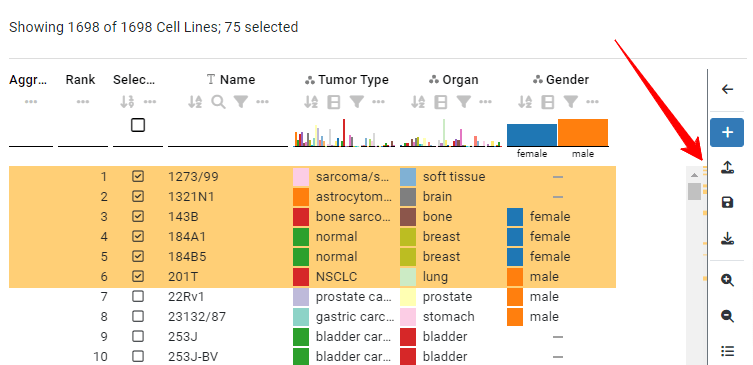 Showing 1698 of 1698 Cell Lines; 75 selected
Aggr... Rank Selec... Name Tumor Type Organ Gender
female male
1 1273/99 sarcoma/s... soft tissue —
2 1321N1 astrocytom... brain —
3 143B bone sarco... bone female
4 184A1 normal breast female
5 184B5 normal breast female
6 201T NSCLC lung male
7 22Rv1 prostate ca... prostate male
8 23132/87 gastric carc... stomach male
9 253J bladder car... bladder —
10 253J-BV bladder car... bladder —